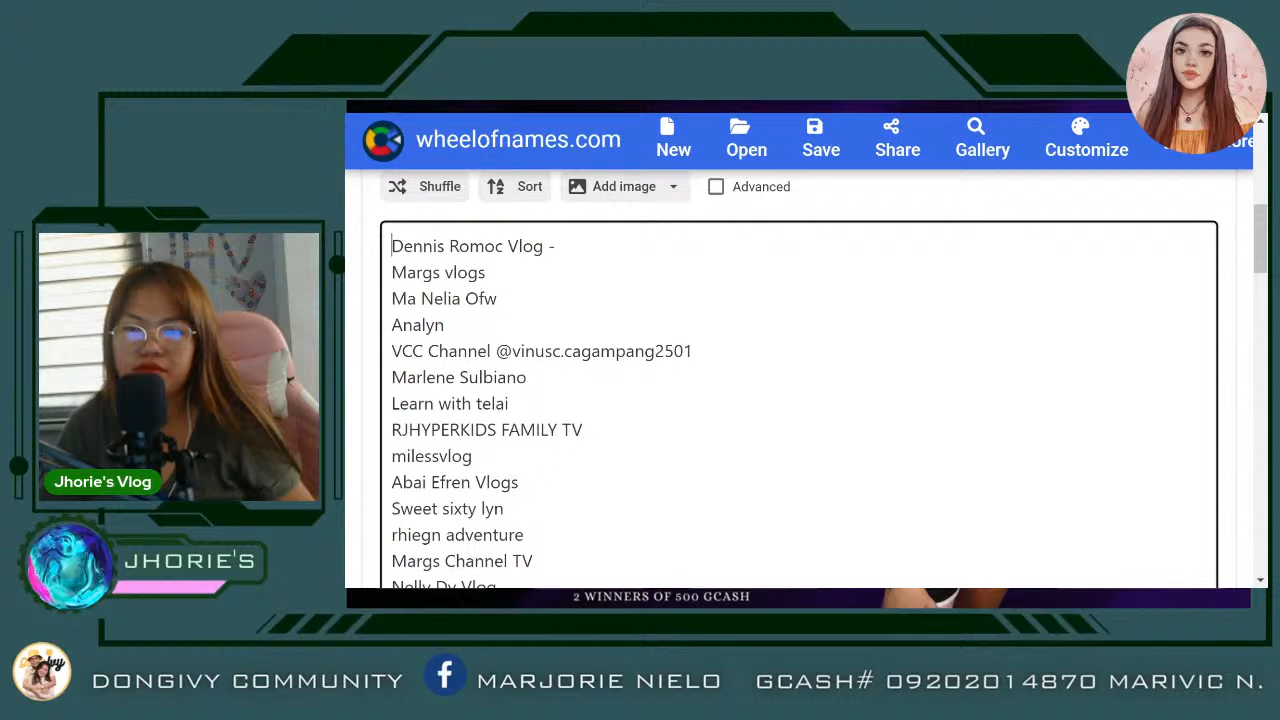 wheelofnames.com
New
Open
Save
Share
Gallery
Customize
Shuffle
Sort
Add image
Advanced
Dennis Romoc Vlog -
Margs vlogs
Ma Nelia Ofw
Analyn
VCC Channel @vinusc.cagampang2501
Marlene Sulbiano
Learn with telai
RJHYPERKIDS FAMILY TV
milessvlog
Abai Efren Vlogs
Sweet sixty lyn
rhiegn adventure
Margs Channel TV
Nelly Dy Vlog
2 WINNERS OF 500 GCASH
Jhorie's Vlog
JHORIE'S
DONGIVY COMMUNITY
MARJORIE NIELO
GCASH# 09202014870 MARIVIC N.